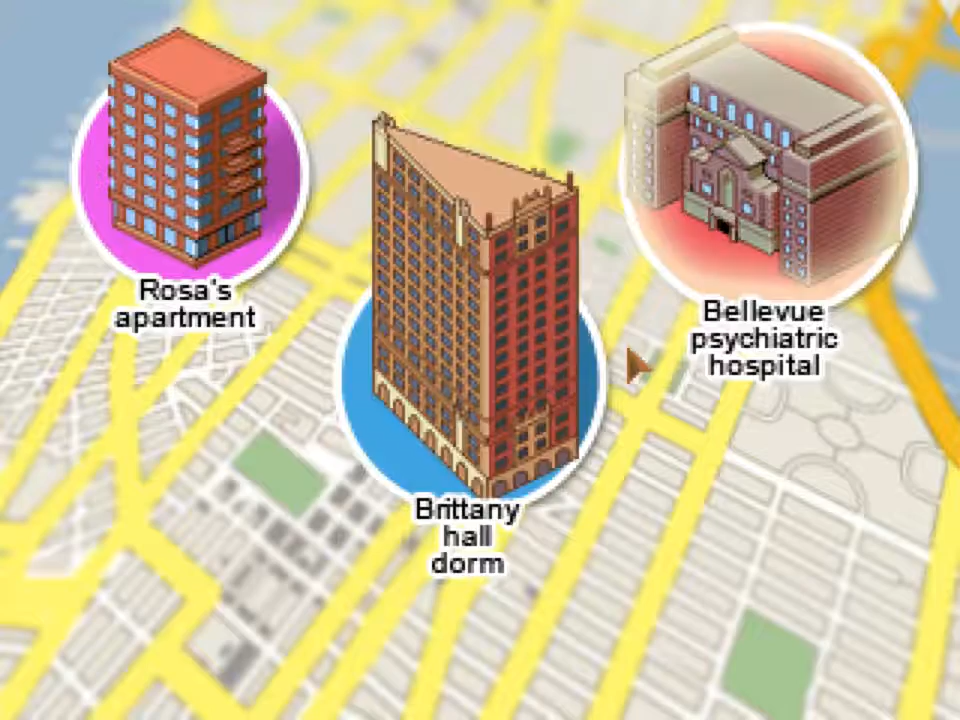 Rosa's
apartment
Bellevue
psychiatric
hospital
Brittany
hall
dorm